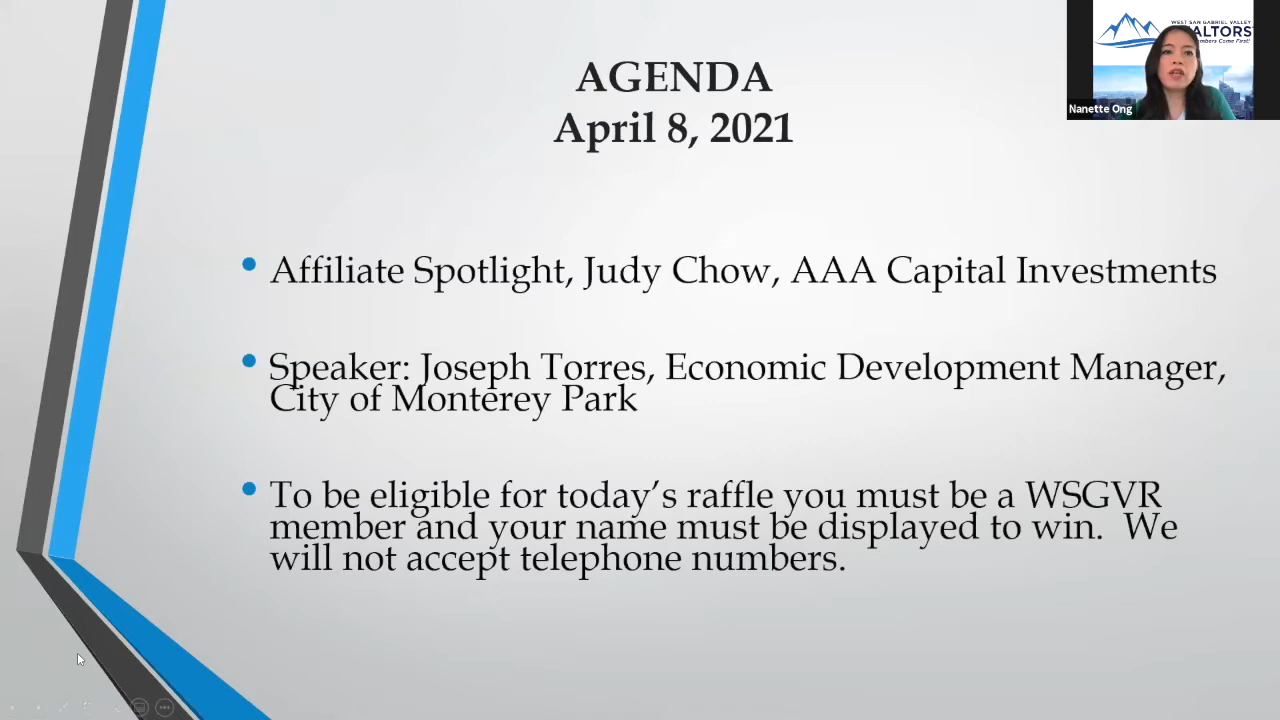 AGENDA
April 8, 2021
WEST SAN GABRIEL VALLEY
Nanette Ong
Affiliate Spotlight, Judy Chow, AAA Capital Investments
Speaker: Joseph Torres, Economic Development Manager,
City of Monterey Park
To be eligible for today’s raffle you must be a WSGVR
member and your name must be displayed to win.  We
will not accept telephone numbers.